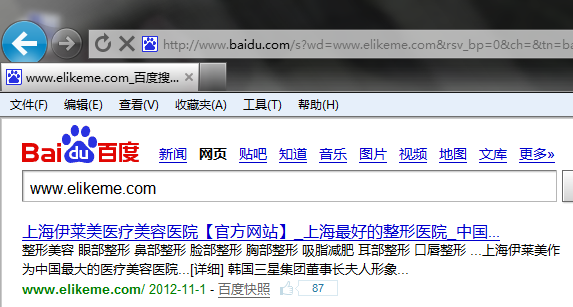 http://www.baidu.com/s?wd=www.elikeme.com&rsv_bp=0&ch=&tn=ba
www.elikeme.com_百度搜...
文件(F) 编辑(E) 查看(V) 收藏夹(A) 工具(T) 帮助(H)
Bai du 百度 新闻 网页 贴吧 知道 音乐 图片 视频 地图 文库 更多»
www.elikeme.com
上海伊莱美医疗美容医院【官方网站】_上海最好的整形医院_中国...
整形美容 眼部整形 鼻部整形 脸部整形 胸部整形 吸脂减肥 耳部整形 口唇整形 ...上海伊莱美作
为中国最大的医疗美容医院...[详细] 韩国三星集团董事长夫人形象...
www.elikeme.com/ 2012-11-1 - 百度快照 87